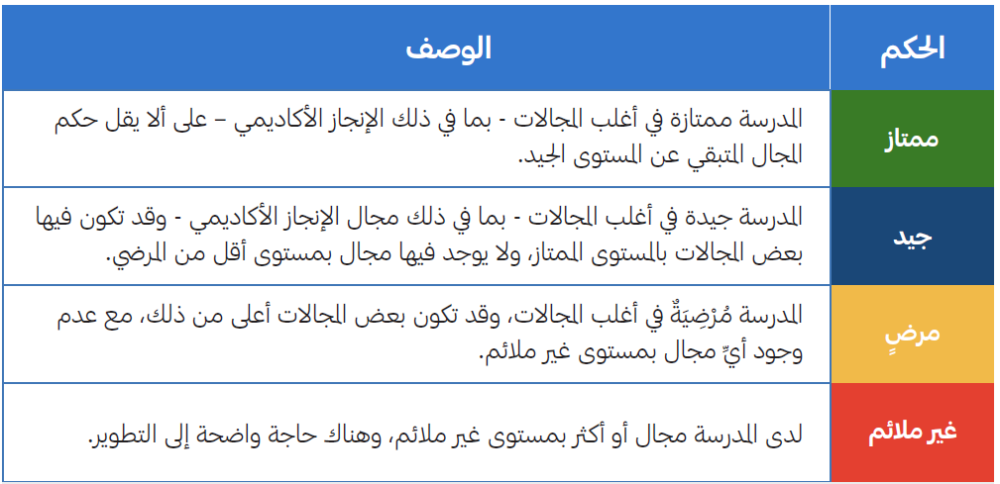 الحكم
الوصف
ممتاز
المدرسة ممتازة في أغلب المجالات - بما في ذلك الإنجاز الأكاديمي – على ألا يقل حكم
المجال المتبقي عن المستوى الجيد.
جيد
المدرسة جيدة في أغلب المجالات - بما في ذلك مجال الإنجاز الأكاديمي - وقد تكون فيها
بعض المجالات بالمستوى الممتاز، ولا يوجد فيها مجال بمستوى أقل من المرضي.
مرضٍ
المدرسة مُرْضِيَةٌ في أغلب المجالات، وقد تكون بعض المجالات أعلى من ذلك، مع عدم
وجود أيِّ مجال بمستوى غير ملائم.
غير ملائم
لدى المدرسة مجال أو أكثر بمستوى غير ملائم، وهناك حاجة واضحة إلى التطوير.